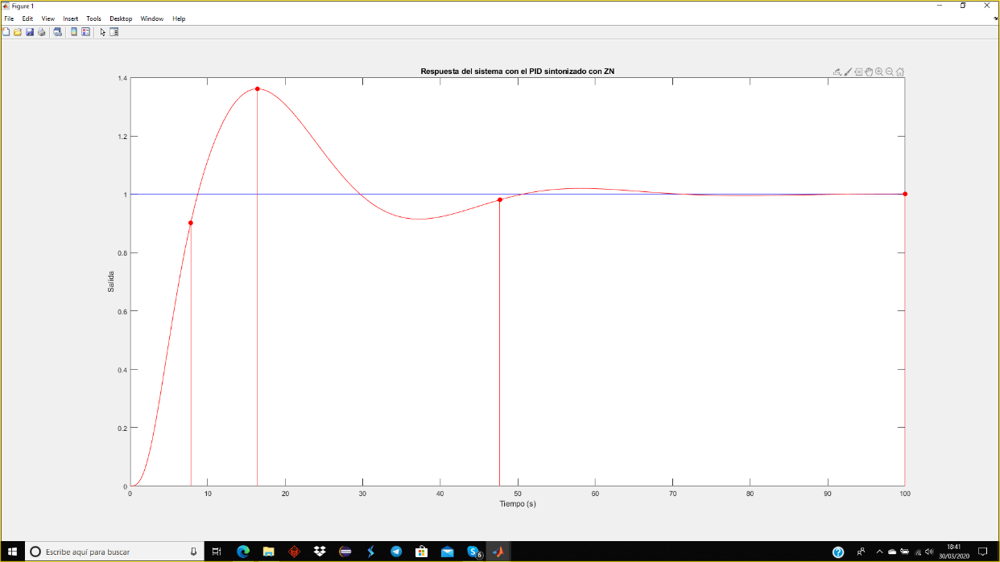 Figure 1
File Edit View Insert Tools Desktop Window Help
Respuesta del sistema con el PID sintonizado con ZN
1.4
1.2
1
0.8
0.6
0.4
0.2
0
Salida
0 10 20 30 40 50 60 70 80 90 100
Tiempo (s)
Escribe aquí para buscar
6
18:41
30/03/2020